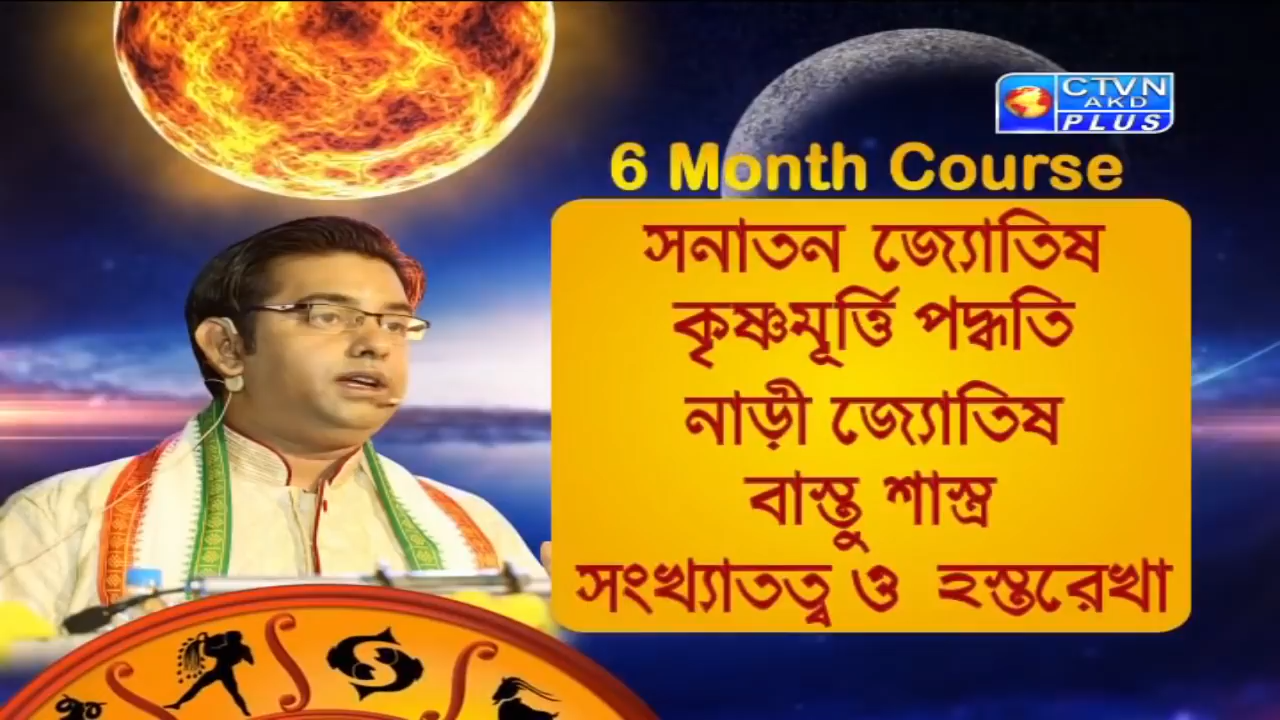 CTVN
AKD
PLUS
6 Month Course
সনাতন জ্যোতিষ
কৃষ্ণমূর্ত্তি পদ্ধতি
নাড়ী জ্যোতিষ
বাস্তু শাস্ত্র
সংখ্যাতত্ব ও হস্তরেখা